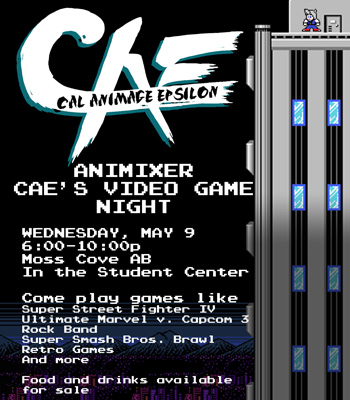 CAE
CAL ANIMAGE EPSILON
ANIMIXER
CAE'S VIDEO GAME
NIGHT
WEDNESDAY, MAY 9
6:00-10:00p
Moss Cove AB
In the Student Center
Come play games like
Super Street Fighter IV
Ultimate Marvel v. Capcom 3
Rock Band
Super Smash Bros. Brawl
Retro Games
And more
Food and drinks available
for sale